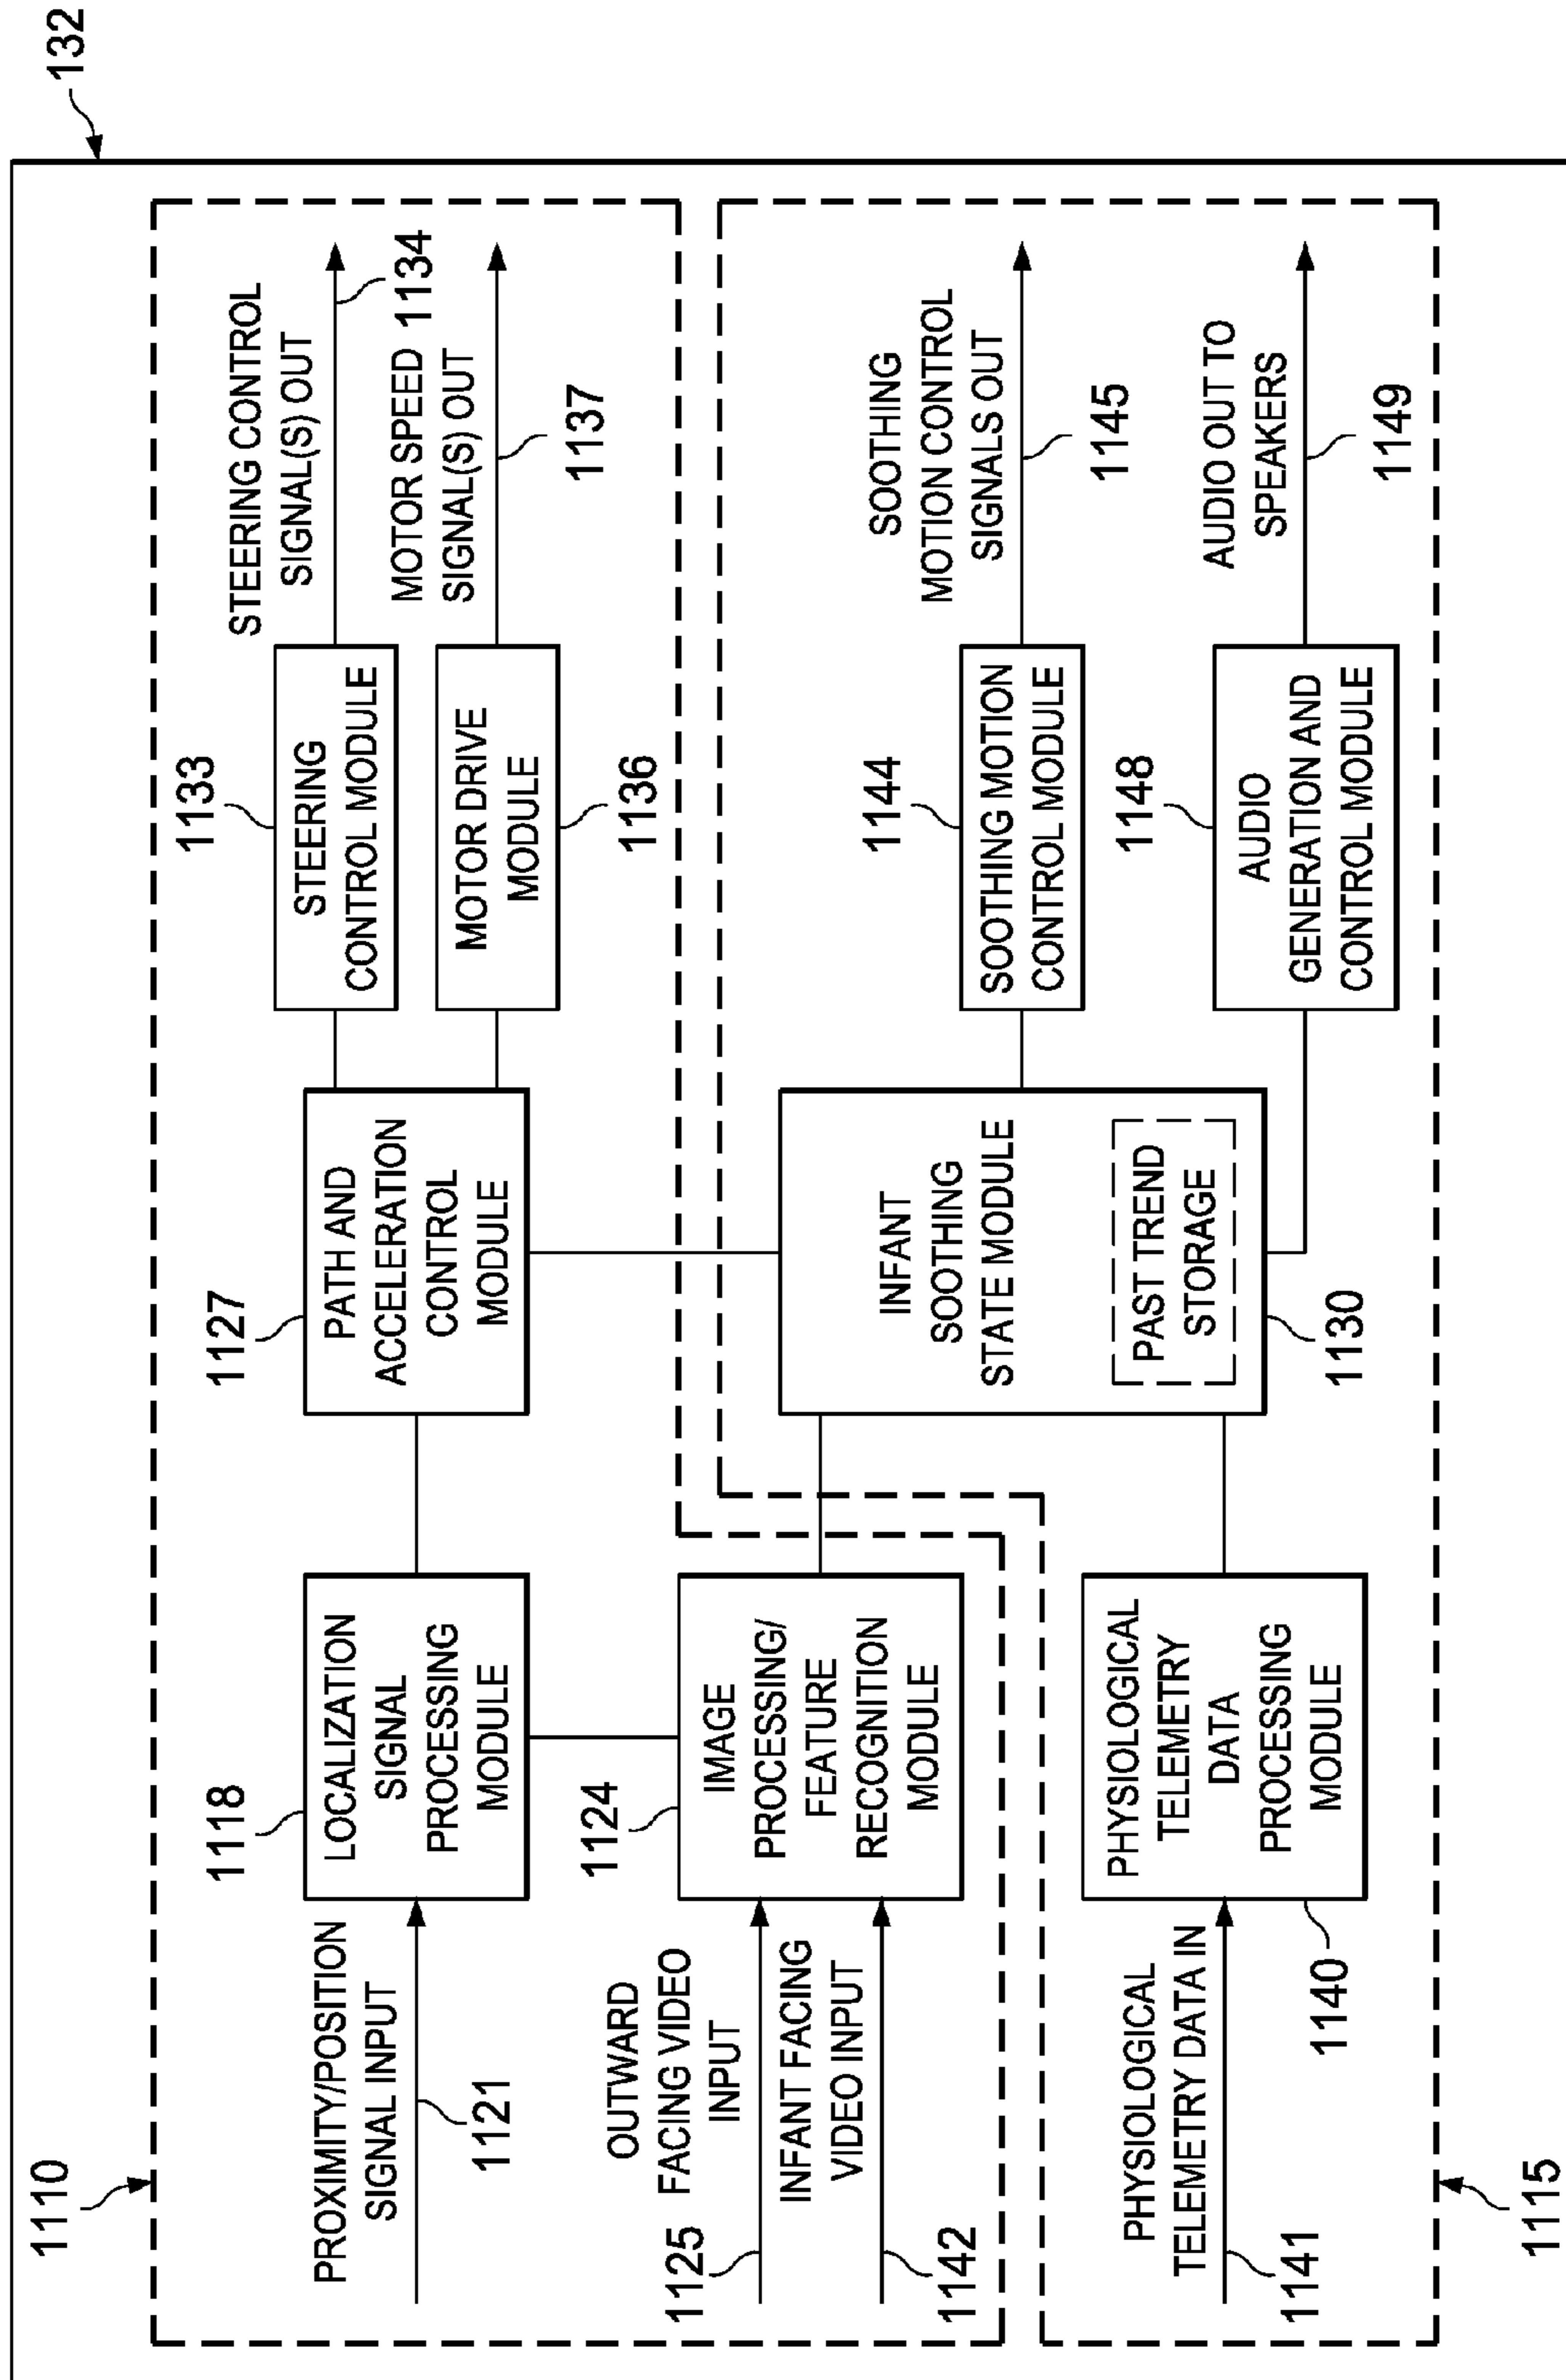 132
1110
PROXIMITY/POSITION
SIGNAL INPUT
1121
1118
LOCALIZATION
SIGNAL
PROCESSING
MODULE
1127
PATH AND
ACCELERATION
CONTROL
MODULE
1133
STEERING
CONTROL MODULE
STEERING CONTROL
SIGNAL(S) OUT
1134
MOTOR DRIVE
MODULE
1136
MOTOR SPEED
SIGNAL(S) OUT
1137
OUTWARD
FACING VIDEO
INPUT
1125
INFANT FACING
VIDEO INPUT
1142
1124
IMAGE
PROCESSING/
FEATURE
RECOGNITION
MODULE
INFANT
SOOTHING
STATE MODULE
PAST TREND
STORAGE
1130
1144
SOOTHING MOTION
CONTROL MODULE
SOOTHING
MOTION CONTROL
SIGNALS OUT
1145
1148
AUDIO
GENERATION AND
CONTROL MODULE
AUDIO OUT TO
SPEAKERS
1149
PHYSIOLOGICAL
TELEMETRY DATA IN
1141
PHYSIOLOGICAL
TELEMETRY
DATA
PROCESSING
MODULE
1140
1115